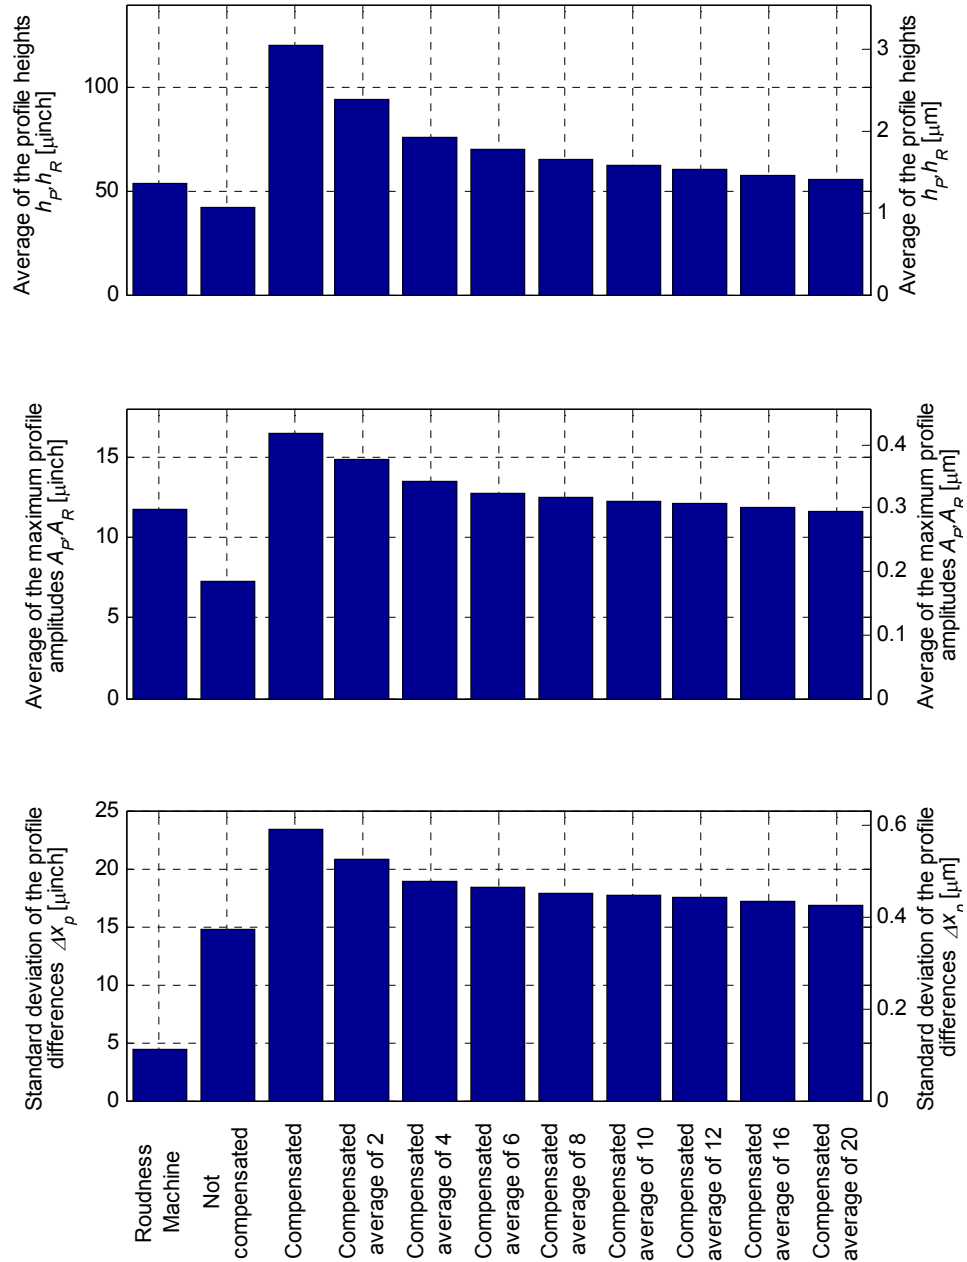 Average of the profile heights
h_P, h_R [μinch]
100
50
0
3
2
1
0
Average of the profile heights
h_P, h_R [μm]
Average of the maximum profile
amplitudes A_P, A_R [μinch]
15
10
5
0
0.4
0.3
0.2
0.1
0
Average of the maximum profile
amplitudes A_P, A_R [μm]
Standard deviation of the profile
differences Δx_p [μinch]
25
20
15
10
5
0
0.6
0.4
0.2
0
Standard deviation of the profile
differences Δx_p [μm]
Roudness
Machine
Not
compensated
Compensated
Compensated
average of 2
Compensated
average of 4
Compensated
average of 6
Compensated
average of 8
Compensated
average of 10
Compensated
average of 12
Compensated
average of 16
Compensated
average of 20